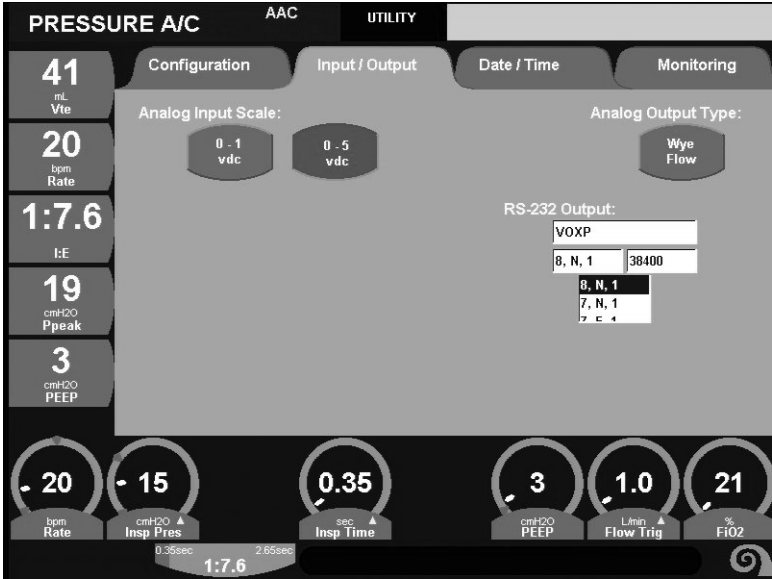 PRESSURE A/C
AAC
UTILITY
Configuration
Input / Output
Date / Time
Monitoring
41
mL
Vte
20
bpm
Rate
1:7.6
I:E
19
cmH2O
Ppeak
3
cmH2O
PEEP
Analog Input Scale:
0 - 1
vdc
0 - 5
vdc
Analog Output Type:
Wye
Flow
RS-232 Output:
VOXP
8, N, 1
38400
8, N, 1
7, N, 1
20
bpm
Rate
15
cmH2O
Insp Pres
0.35
sec
Insp Time
3
cmH2O
PEEP
1.0
L/min
Flow Trig
21
%
FiO2
0.35sec
2.65sec
1:7.6